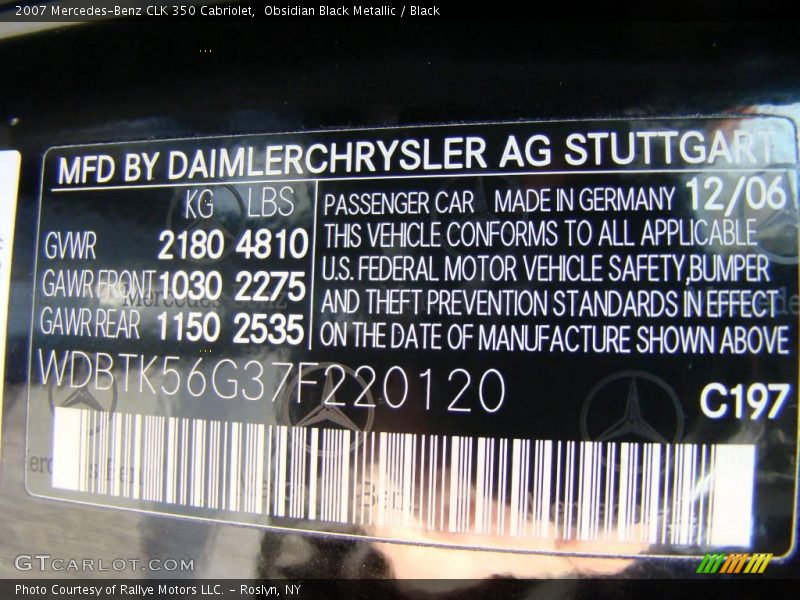 2007 Mercedes-Benz CLK 350 Cabriolet,  Obsidian Black Metallic / Black
MFD BY DAIMLERCHRYSLER AG STUTTGART
KG LBS
GVWR 2180 4810
GAWR FRONT 1030 2275
GAWR REAR 1150 2535
PASSENGER CAR MADE IN GERMANY 12/06
THIS VEHICLE CONFORMS TO ALL APPLICABLE
U.S. FEDERAL MOTOR VEHICLE SAFETY,BUMPER
AND THEFT PREVENTION STANDARDS IN EFFECT
ON THE DATE OF MANUFACTURE SHOWN ABOVE
WDBTK56G37F220120
C197
GTCARLOT.COM
Photo Courtesy of Rallye Motors LLC. - Roslyn, NY